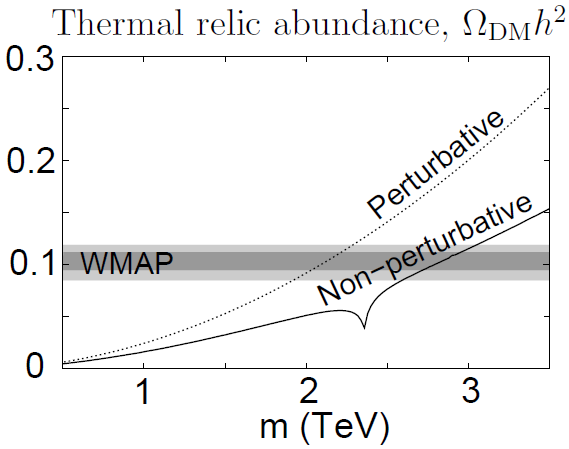 Thermal relic abundance, Ω_DM h²
0.3
0.2
0.1
0
Perturbative
Non-perturbative
WMAP
1
2
3
m (TeV)